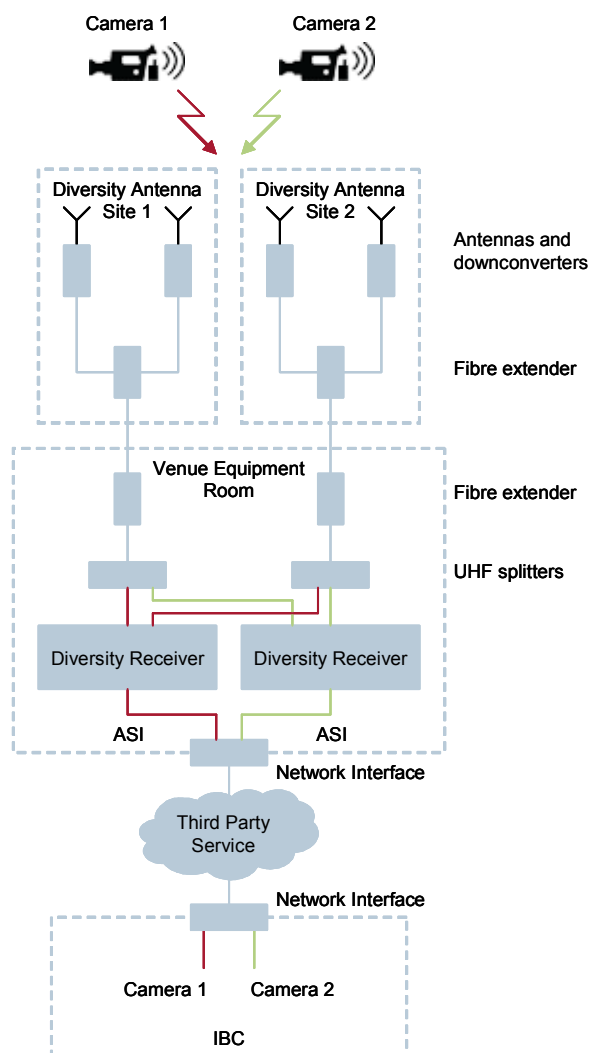 Camera 1
Camera 2
Diversity Antenna
Site 1
Diversity Antenna
Site 2
Antennas and
downconverters
Fibre extender
Venue Equipment
Room
Fibre extender
UHF splitters
Diversity Receiver
Diversity Receiver
ASI
ASI
Network Interface
Third Party
Service
Network Interface
Camera 1
Camera 2
IBC